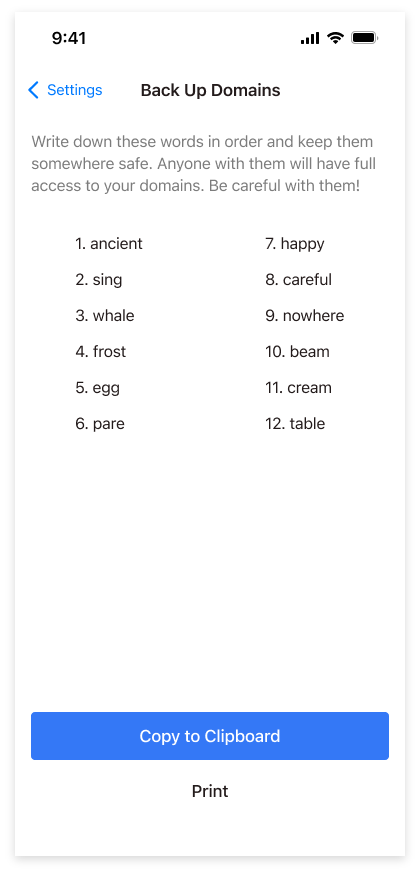 9:41
Settings
Back Up Domains
Write down these words in order and keep them
somewhere safe. Anyone with them will have full
access to your domains. Be careful with them!
1. ancient
2. sing
3. whale
4. frost
5. egg
6. pare
7. happy
8. careful
9. nowhere
10. beam
11. cream
12. table
Copy to Clipboard
Print